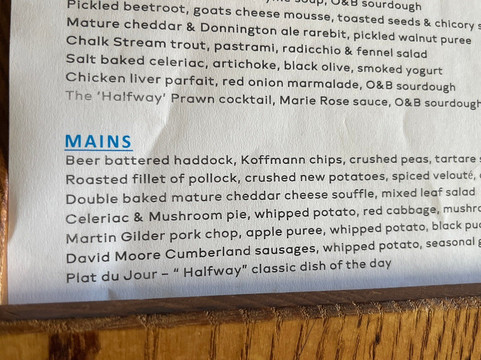 soup, O&B sourdough
Pickled beetroot, goats cheese mousse, toasted seeds & chicory s
Mature cheddar & Donnington ale rarebit, pickled walnut puree
Chalk Stream trout, pastrami, radicchio & fennel salad
Salt baked celeriac, artichoke, black olive, smoked yogurt
Chicken liver parfait, red onion marmalade, O&B sourdough
The ‘Halfway’ Prawn cocktail, Marie Rose sauce, O&B sourdough
MAINS
Beer battered haddock, Koffmann chips, crushed peas, tartare s
Roasted fillet of pollock, crushed new potatoes, spiced velouté,
Double baked mature cheddar cheese souffle, mixed leaf salad
Celeriac & Mushroom pie, whipped potato, red cabbage, mushro
Martin Gilder pork chop, apple puree, whipped potato, black pud
David Moore Cumberland sausages, whipped potato, seasonal g
Plat du Jour – “ Halfway” classic dish of the day